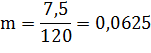 m = 7,5/120 = 0,0625